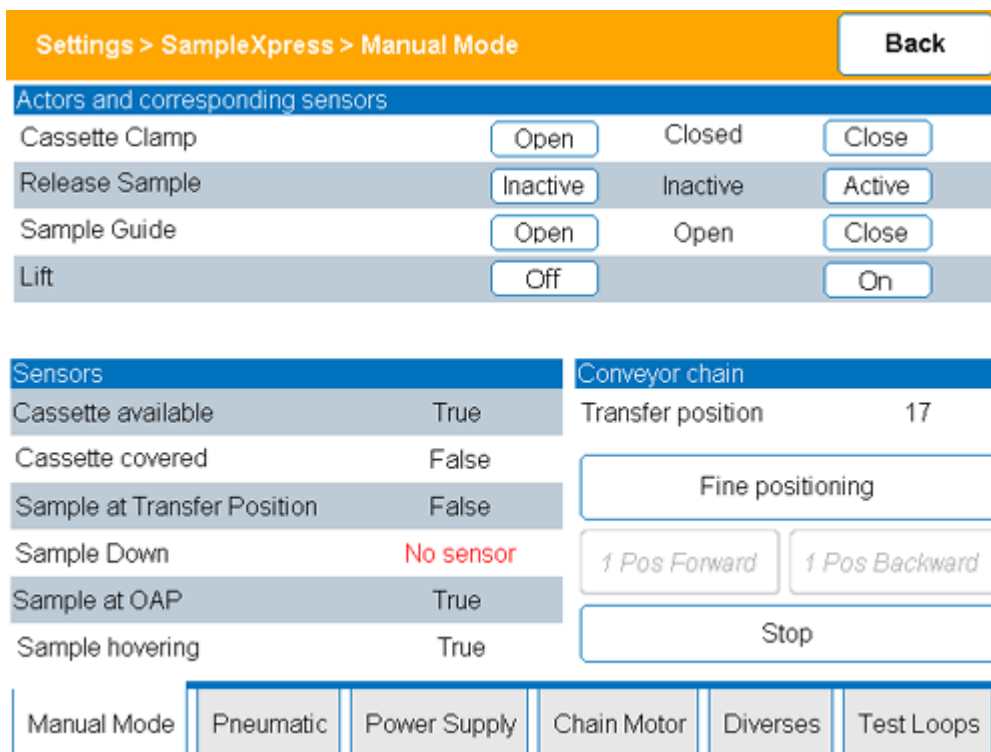 Settings > SampleXpress > Manual Mode Back
Actors and corresponding sensors
Cassette Clamp Open Closed Close
Release Sample Inactive Inactive Active
Sample Guide Open Open Close
Lift Off On
Sensors
Cassette available True
Cassette covered False
Sample at Transfer Position False
Sample Down No sensor
Sample at OAP True
Sample hovering True
Conveyor chain
Transfer position 17
Fine positioning
1 Pos Forward 1 Pos Backward
Stop
Manual Mode Pneumatic Power Supply Chain Motor Diverses Test Loops